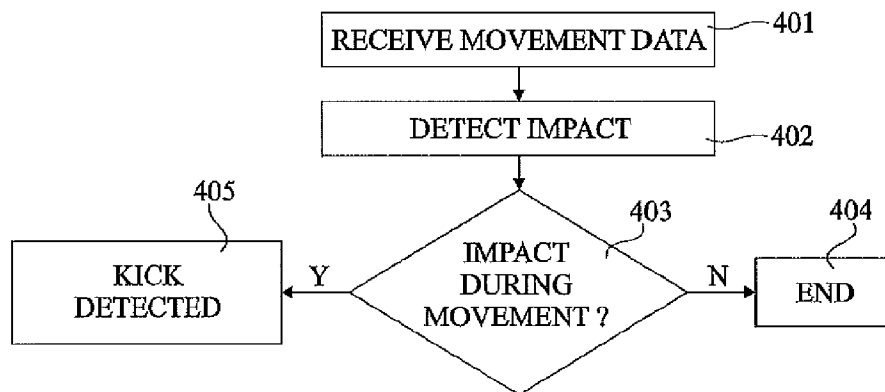 RECEIVE MOVEMENT DATA
401
DETECT IMPACT
402
405
403
404
KICK
DETECTED
Y
IMPACT
DURING
MOVEMENT ?
N
END